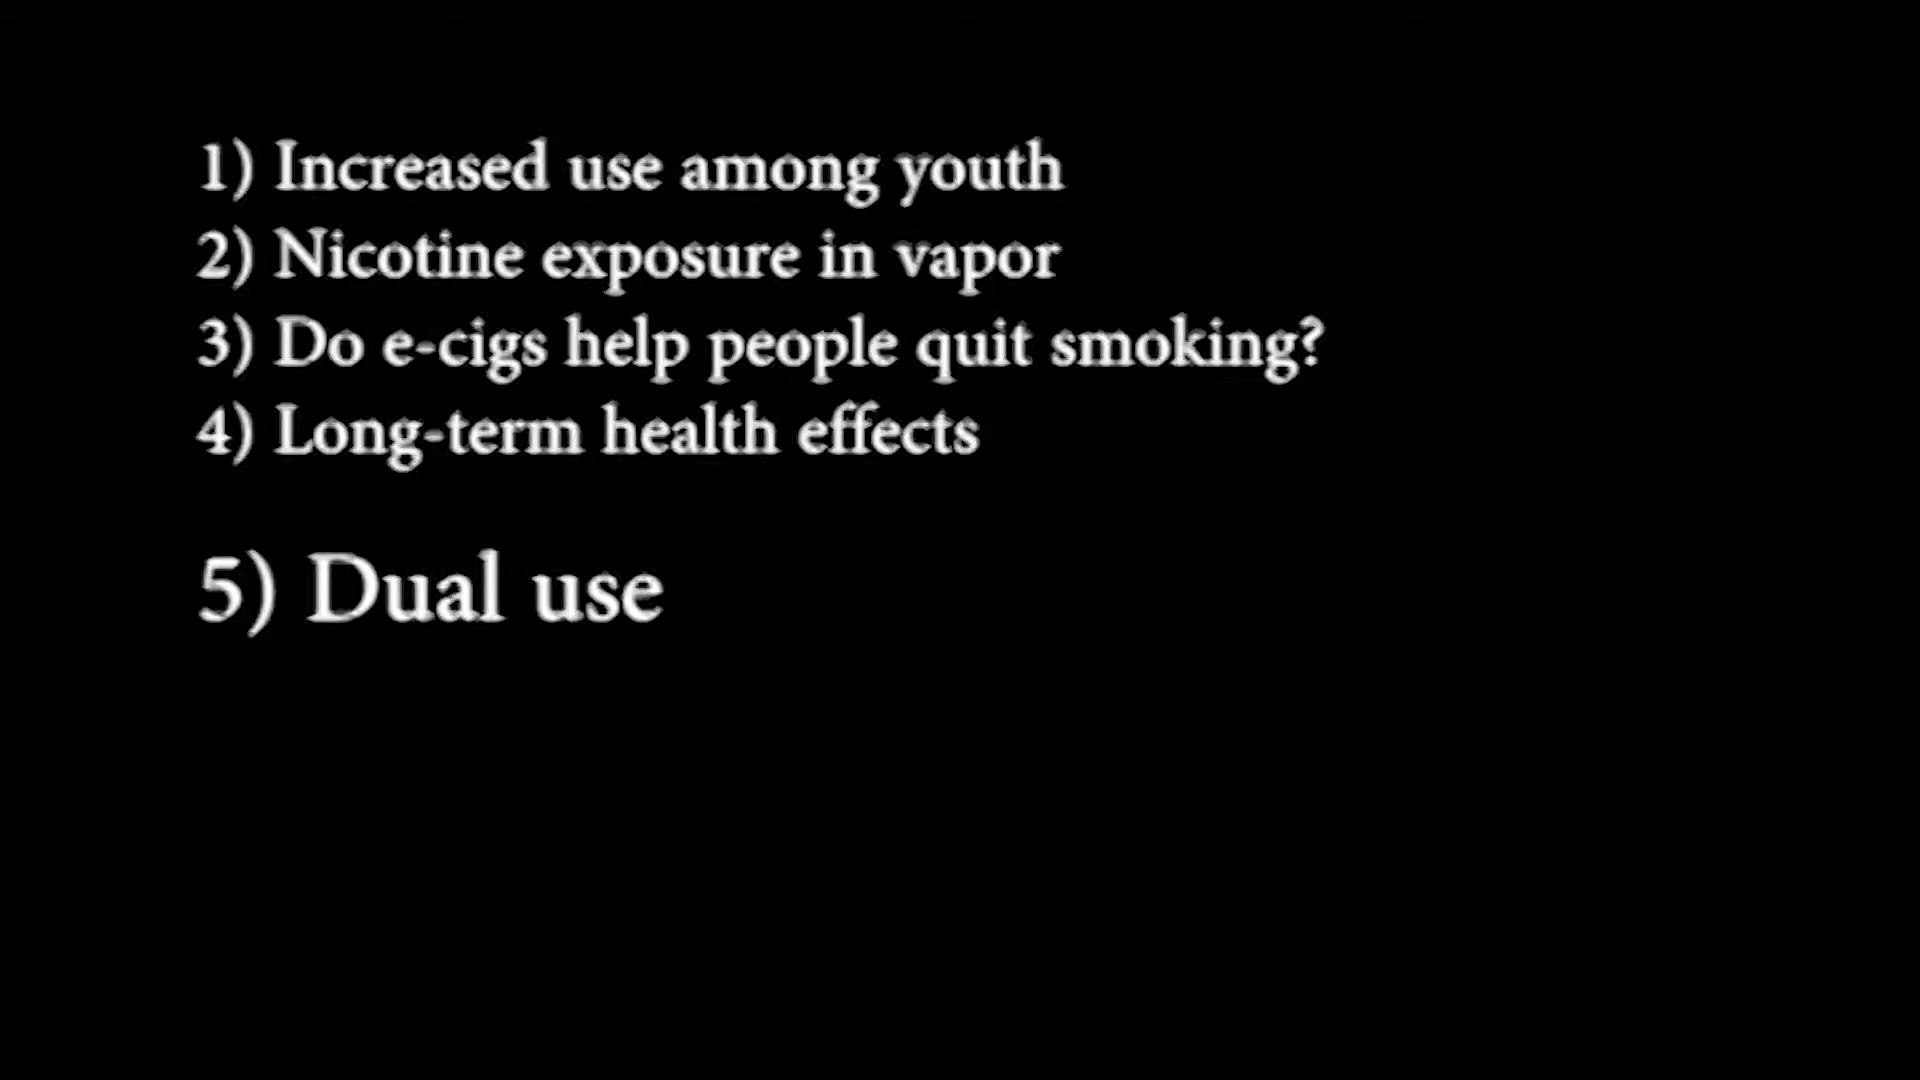 1) Increased use among youth
2) Nicotine exposure in vapor
3) Do e-cigs help people quit smoking?
4) Long-term health effects
5) Dual use